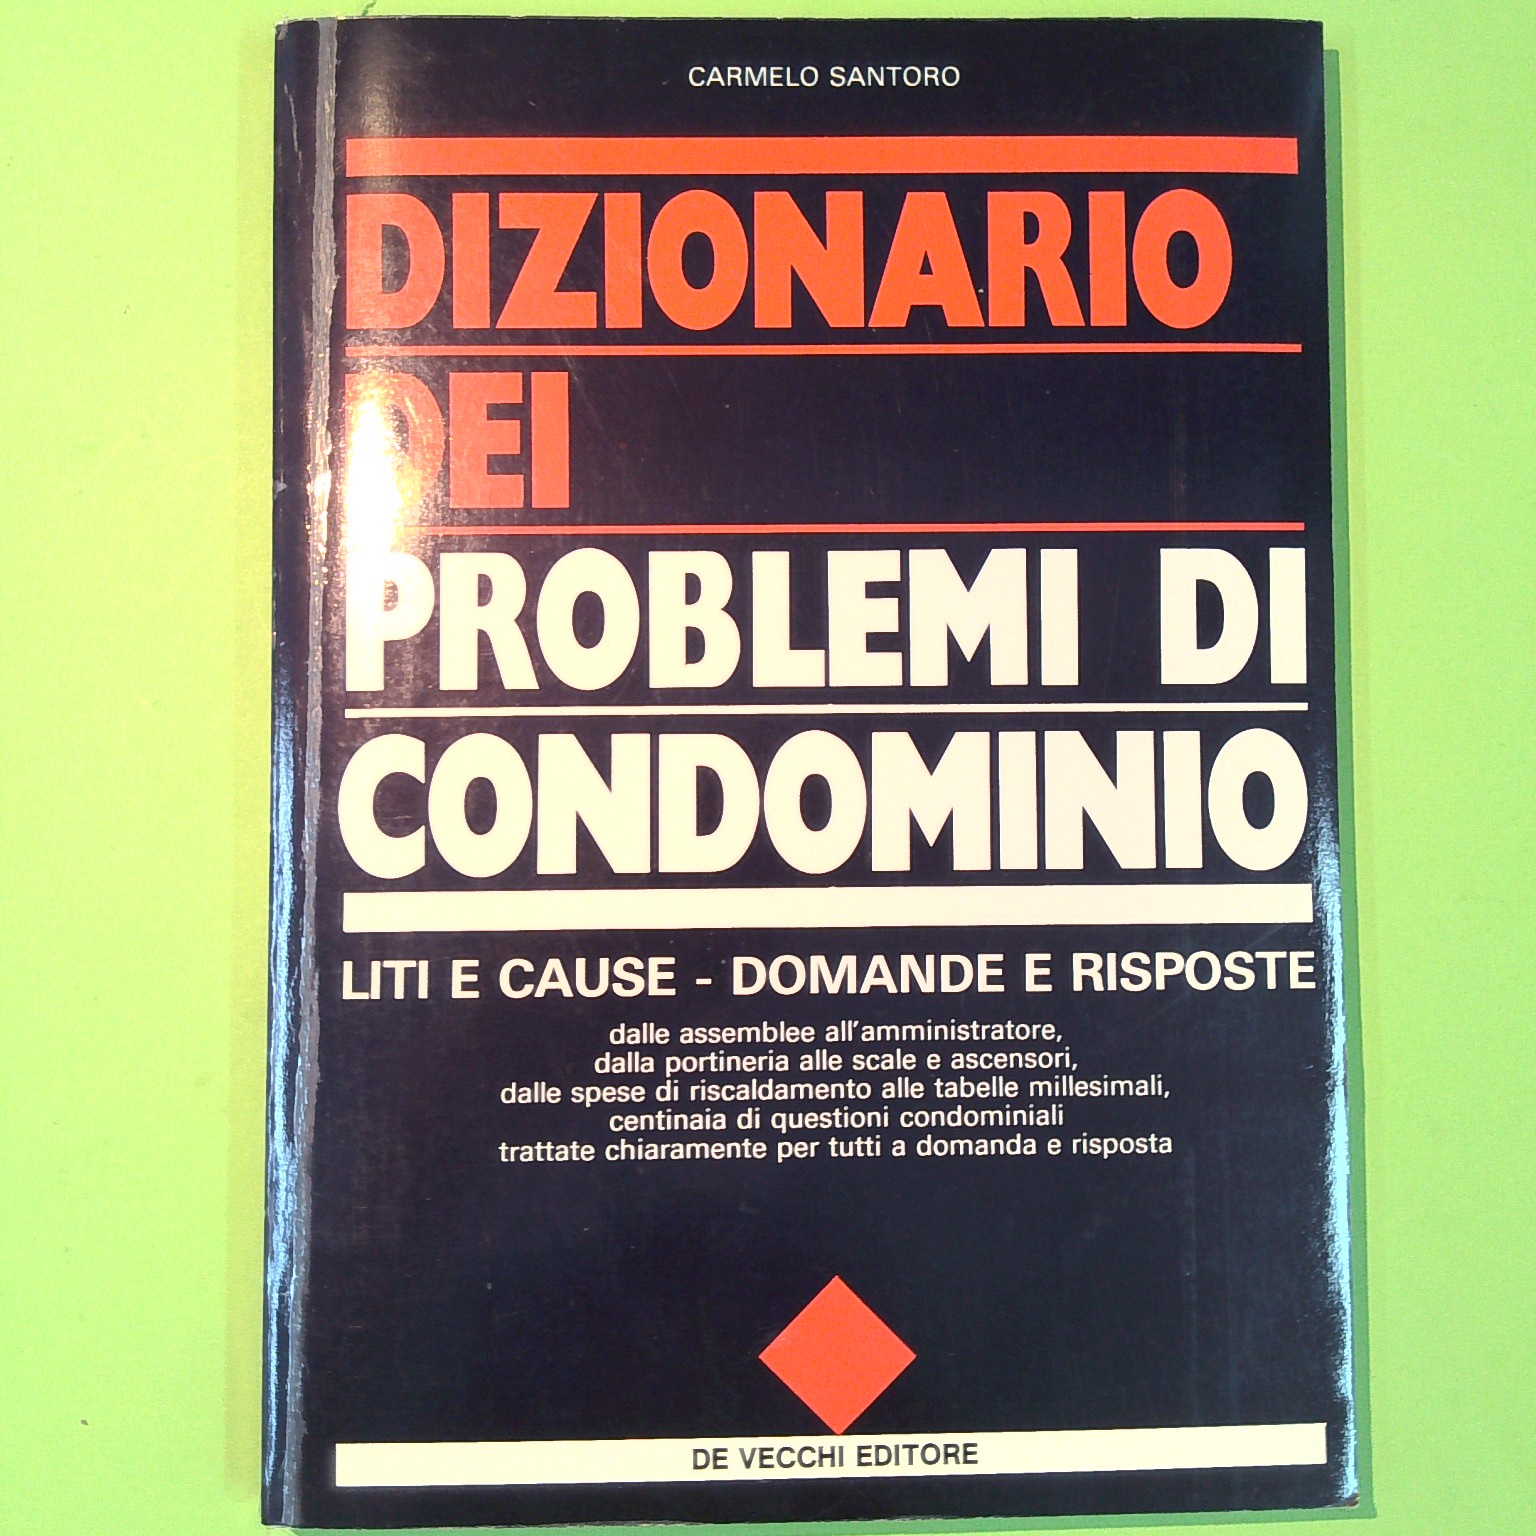 CARMELO SANTORO
DIZIONARIO
DEI
PROBLEMI DI
CONDOMINIO
LITI E CAUSE - DOMANDE E RISPOSTE
dalle assemblee all'amministratore,
dalla portineria alle scale e ascensori,
dalle spese di riscaldamento alle tabelle millesimali,
centinaia di questioni condominiali
trattate chiaramente per tutti a domanda e risposta
DE VECCHI EDITORE